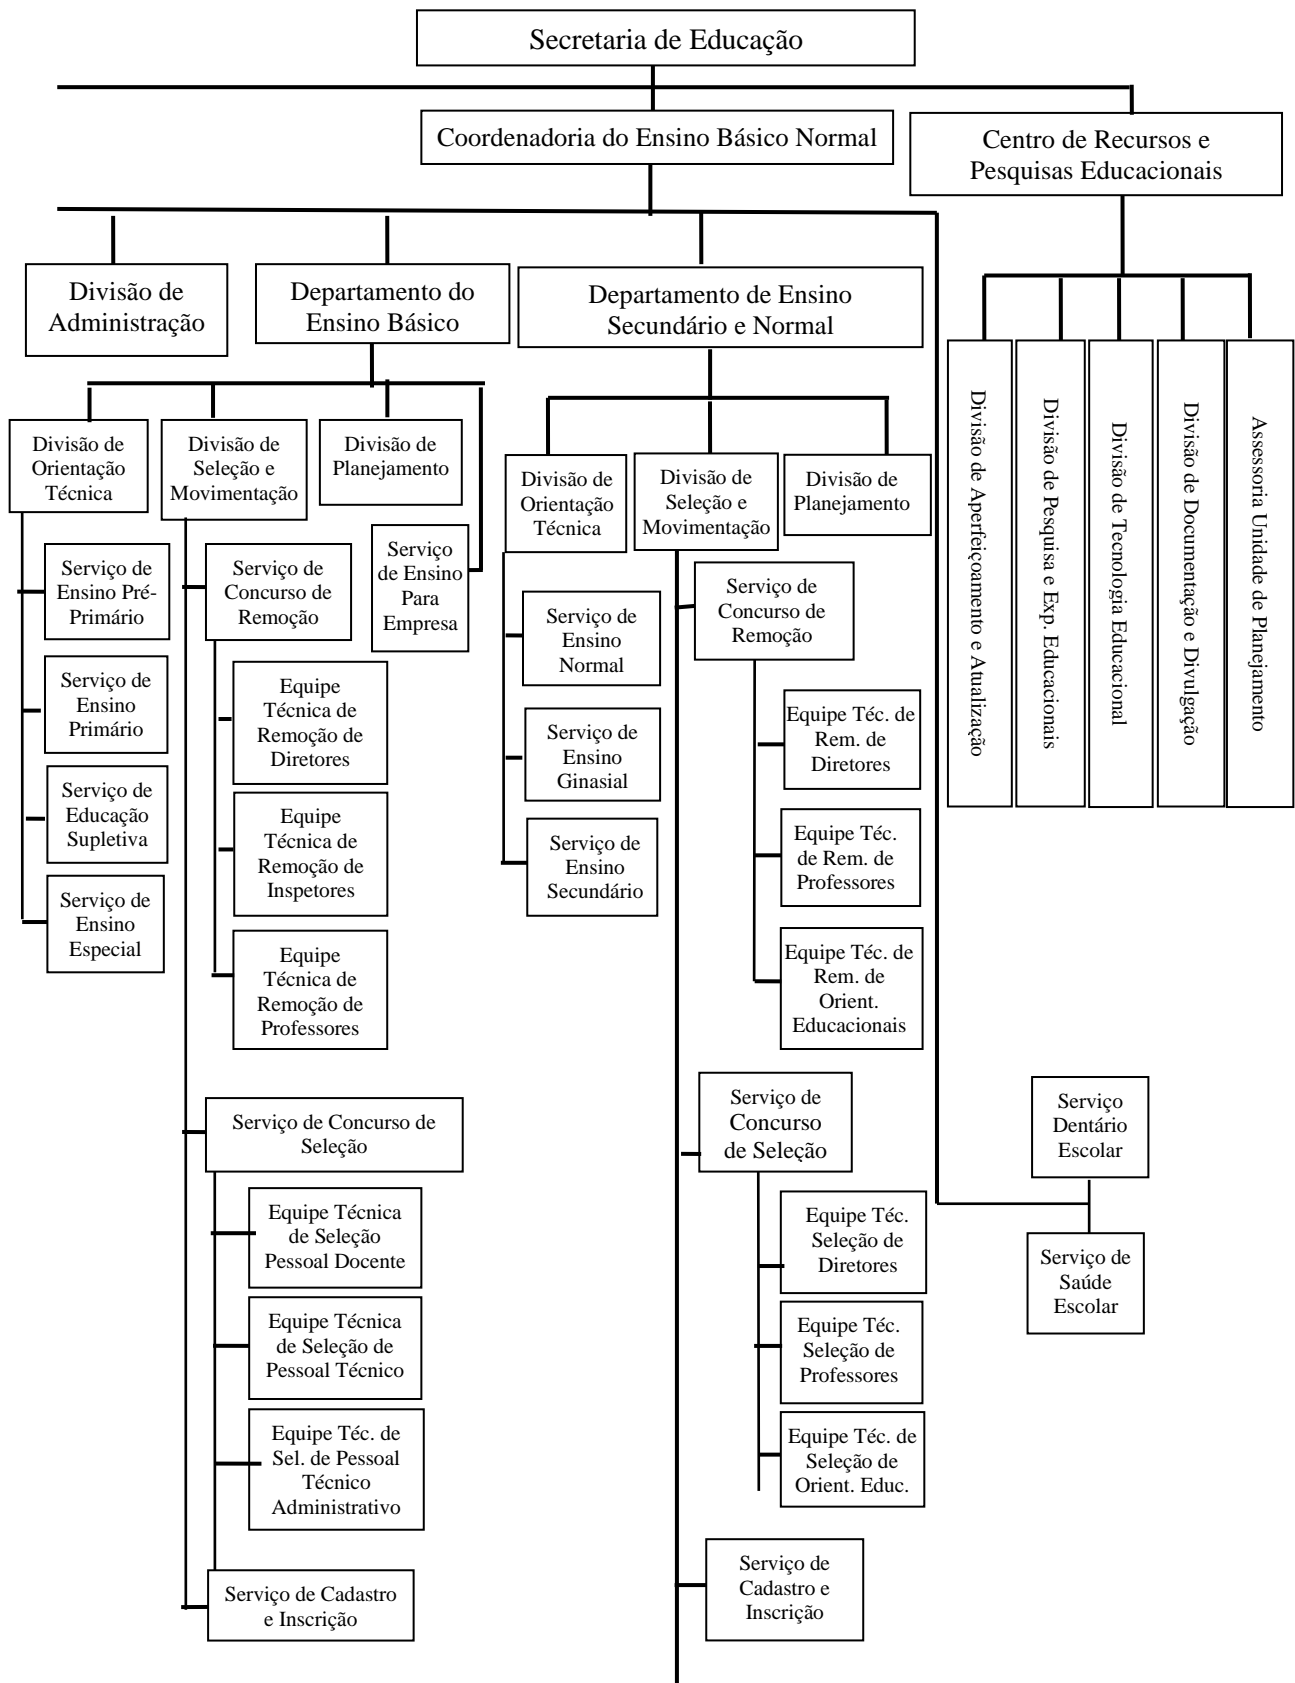 Secretaria de Educação
Coordenadoria do Ensino Básico Normal
Centro de Recursos e
Pesquisas Educacionais
Divisão de
Administração
Departamento do
Ensino Básico
Departamento de Ensino
Secundário e Normal
Divisão de
Orientação
Técnica
Divisão de
Seleção e
Movimentação
Divisão de
Planejamento
Serviço
de Ensino
Para
Empresa
Divisão de
Orientação
Técnica
Divisão de
Seleção e
Movimentação
Divisão de
Planejamento
Divisão de Aperfeiçoamento e Atualização
Divisão de Pesquisa e Exp. Educacionais
Divisão de Tecnologia Educacional
Divisão de Documentação e Divulgação
Assessoria Unidade de Planejamento
Serviço de
Ensino Pré-
Primário
Serviço de
Ensino
Primário
Serviço de
Educação
Supletiva
Serviço de
Ensino
Especial
Serviço de
Concurso de
Remoção
Equipe
Técnica de
Remoção de
Diretores
Equipe
Técnica de
Remoção de
Inspetores
Equipe
Técnica de
Remoção de
Professores
Serviço de Concurso de
Seleção
Equipe Técnica
de Seleção
Pessoal Docente
Equipe Técnica
de Seleção de
Pessoal Técnico
Equipe Téc. de
Sel. de Pessoal
Técnico
Administrativo
Serviço de Cadastro
e Inscrição
Serviço de
Ensino
Normal
Serviço de
Ensino
Ginasial
Serviço de
Ensino
Secundário
Serviço de
Concurso de
Remoção
Equipe Téc. de
Rem. de
Diretores
Equipe Téc.
de Rem. de
Professores
Equipe Téc. de
Rem. de
Orient.
Educacionais
Serviço de
Concurso
de Seleção
Equipe Téc.
Seleção de
Diretores
Equipe Téc.
Seleção de
Professores
Equipe Téc. de
Seleção de
Orient. Educ.
Serviço de
Cadastro e
Inscrição
Serviço
Dentário
Escolar
Serviço de
Saúde
Escolar